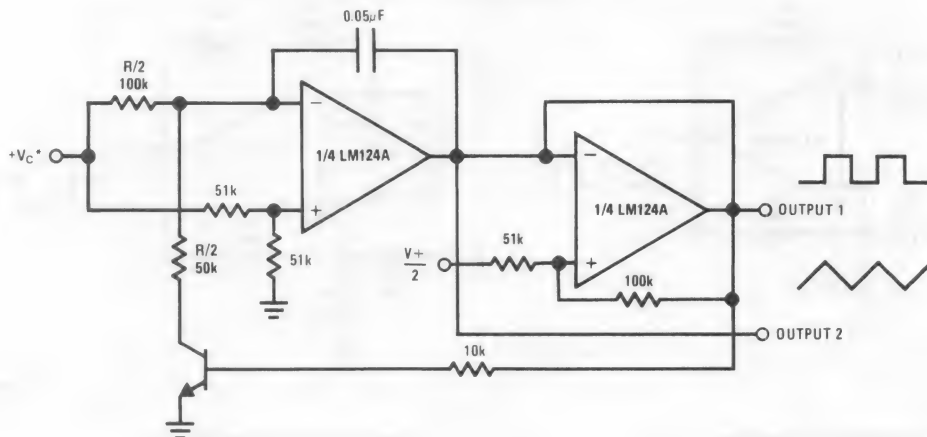 0.05μF
R/2
100k
+VC*
1/4 LM124A
51k
51k
R/2
50k
V+
2
51k
1/4 LM124A
100k
OUTPUT 1
OUTPUT 2
10k